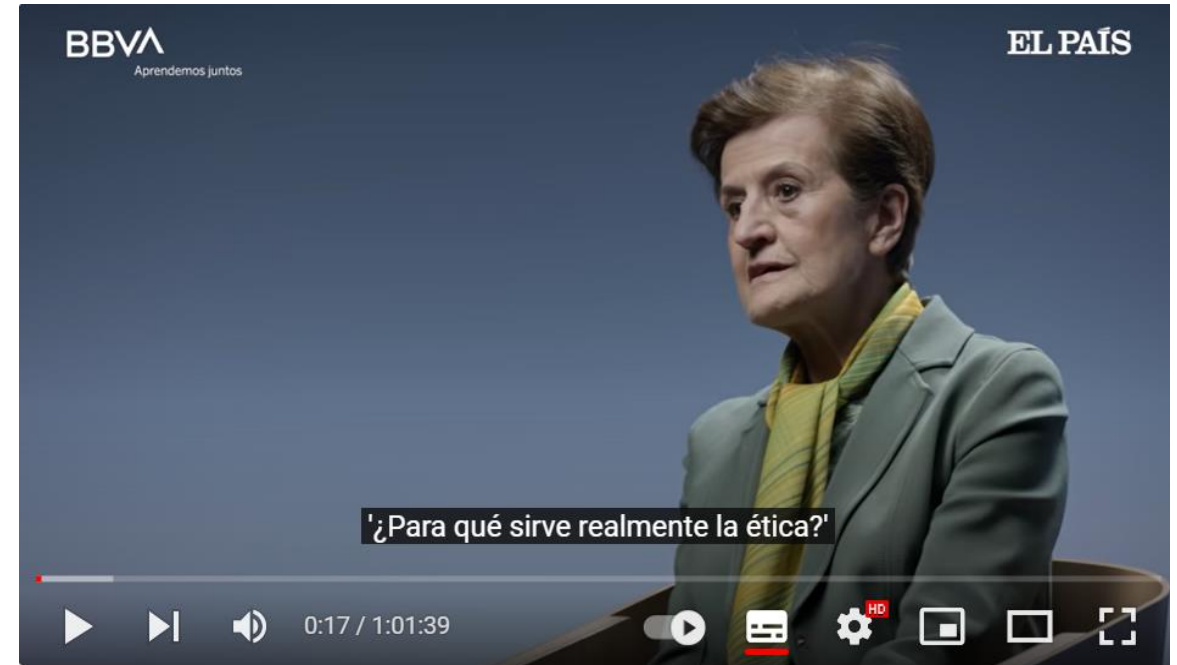 BBVA
Aprendemos juntos
EL PAÍS
'¿Para qué sirve realmente la ética?'
0:17 / 1:01:39
HD